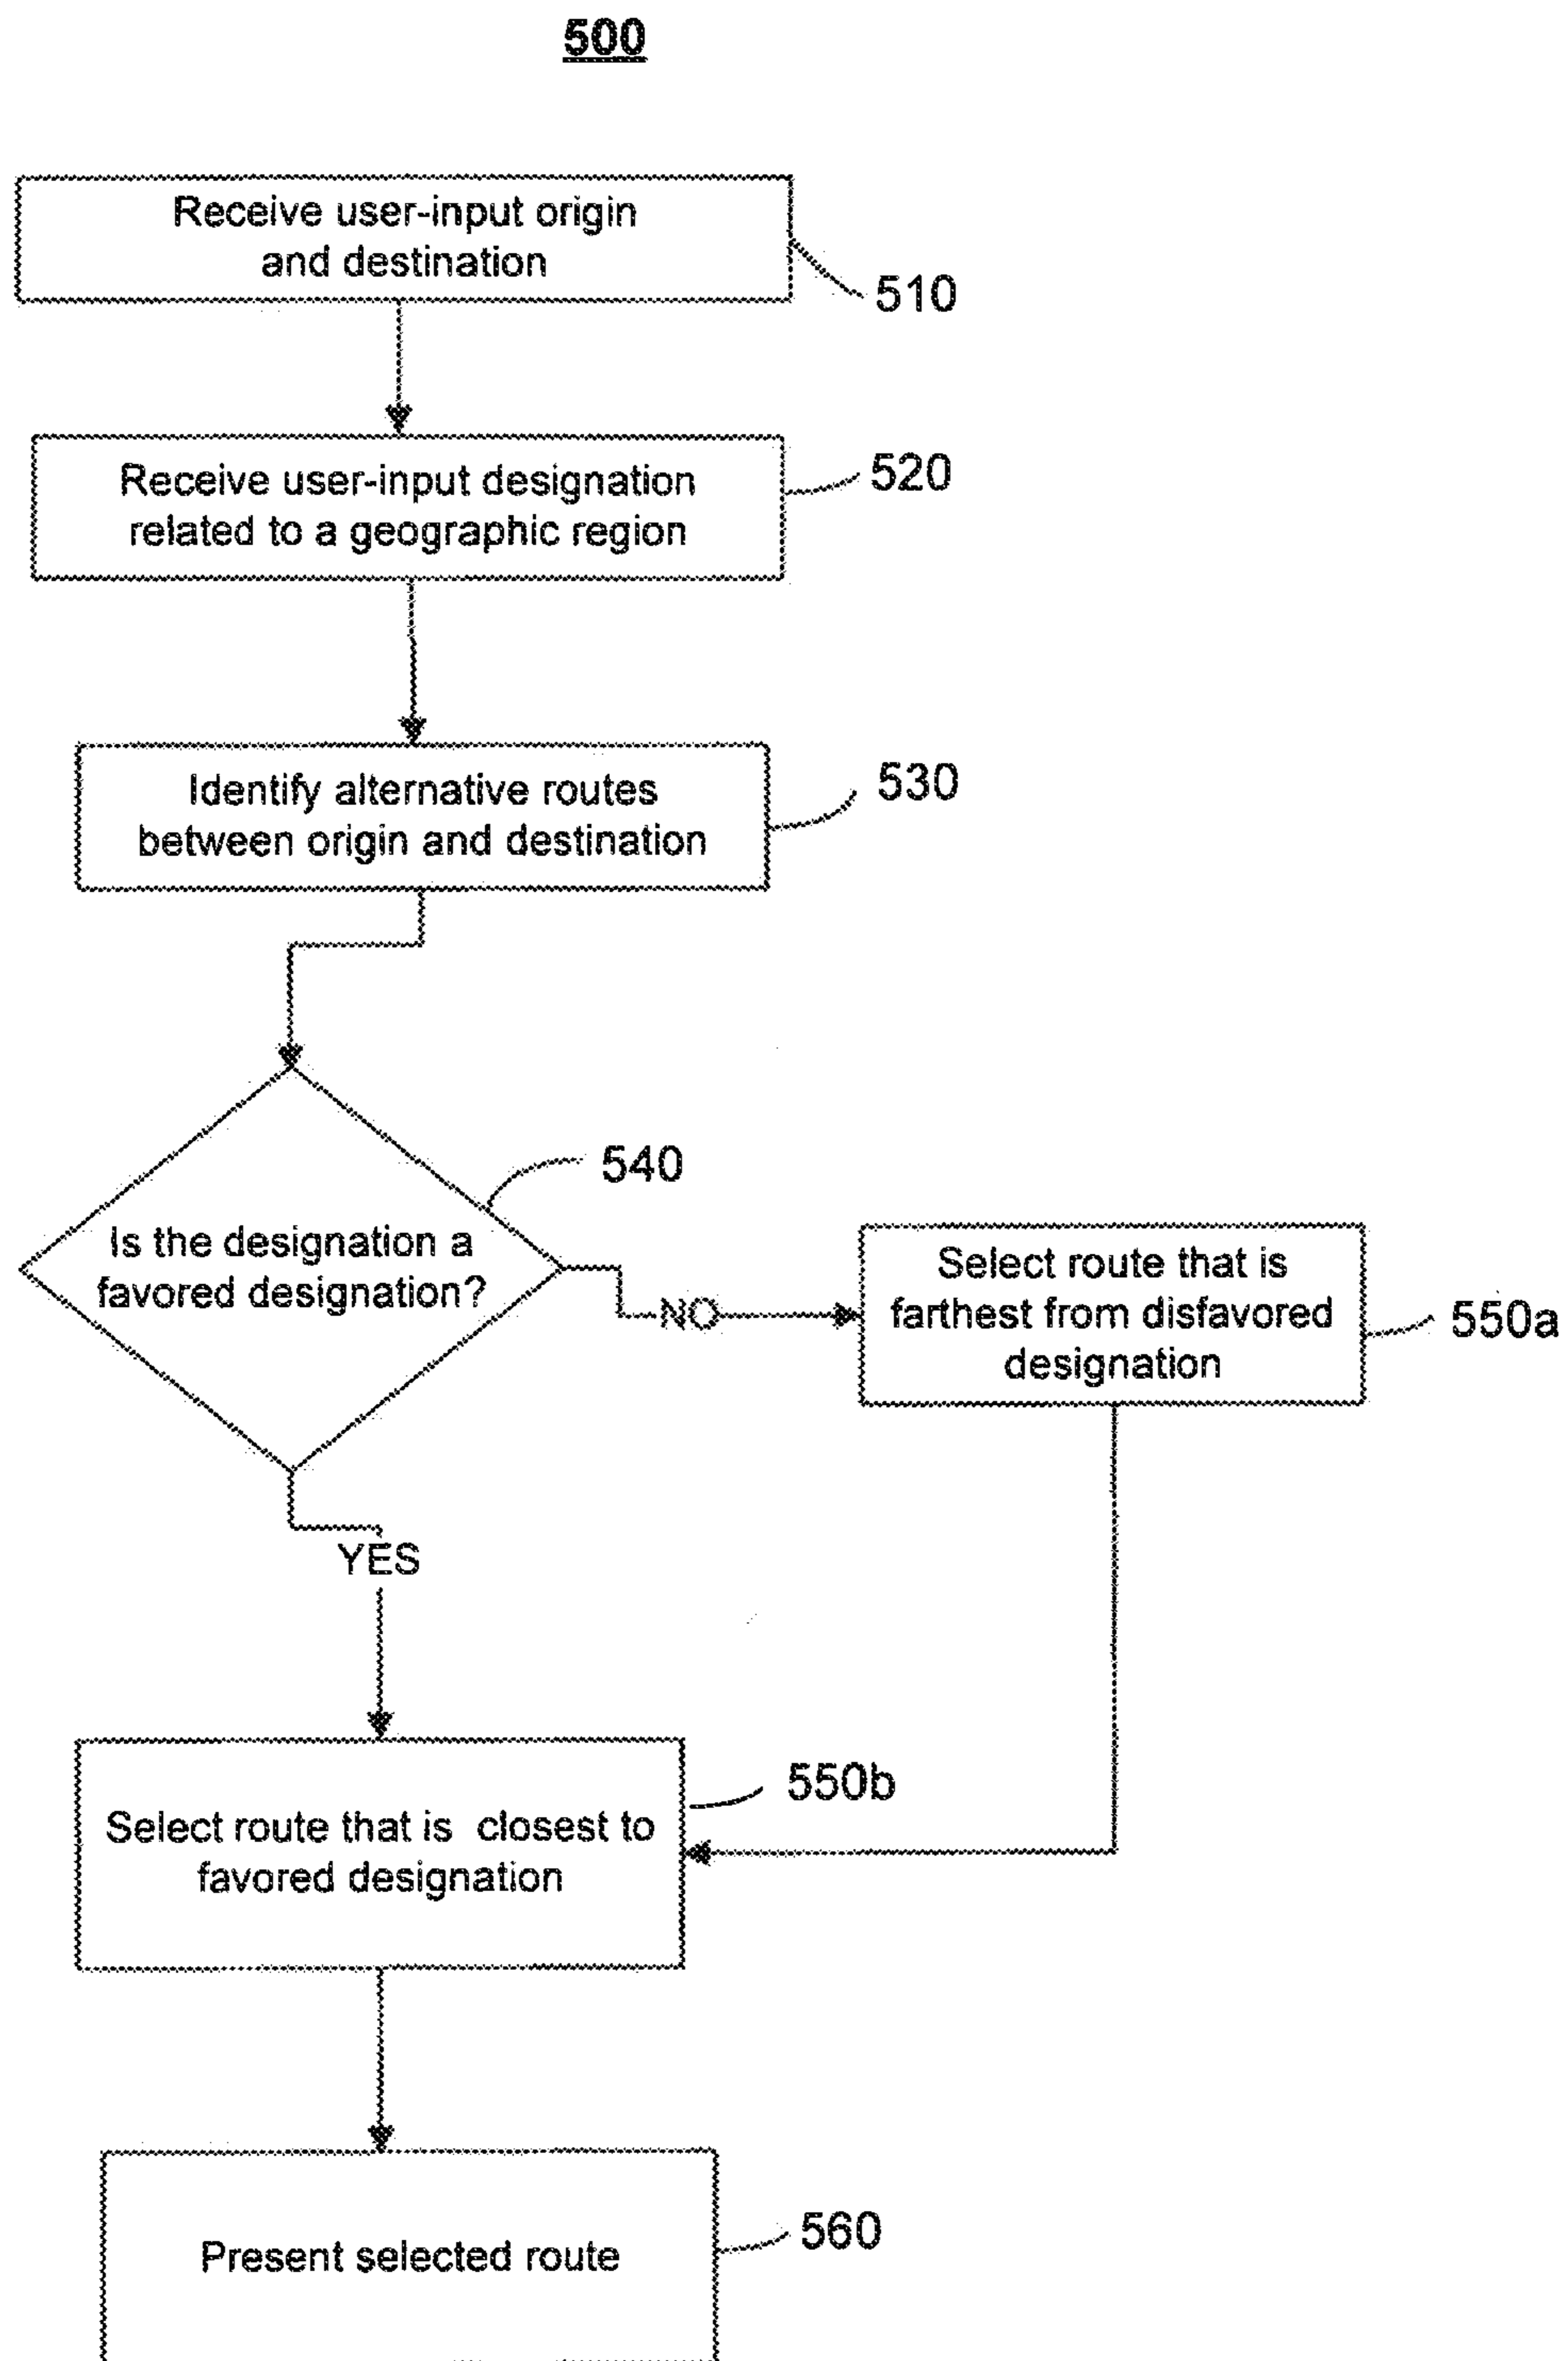 500
Receive user-input origin
and destination
510
Receive user-input designation
related to a geographic region
520
Identify alternative routes
between origin and destination
530
540
Is the designation a
favored designation?
NO
Select route that is
farthest from disfavored
designation
550a
YES
Select route that is closest to
favored designation
550b
Present selected route
560